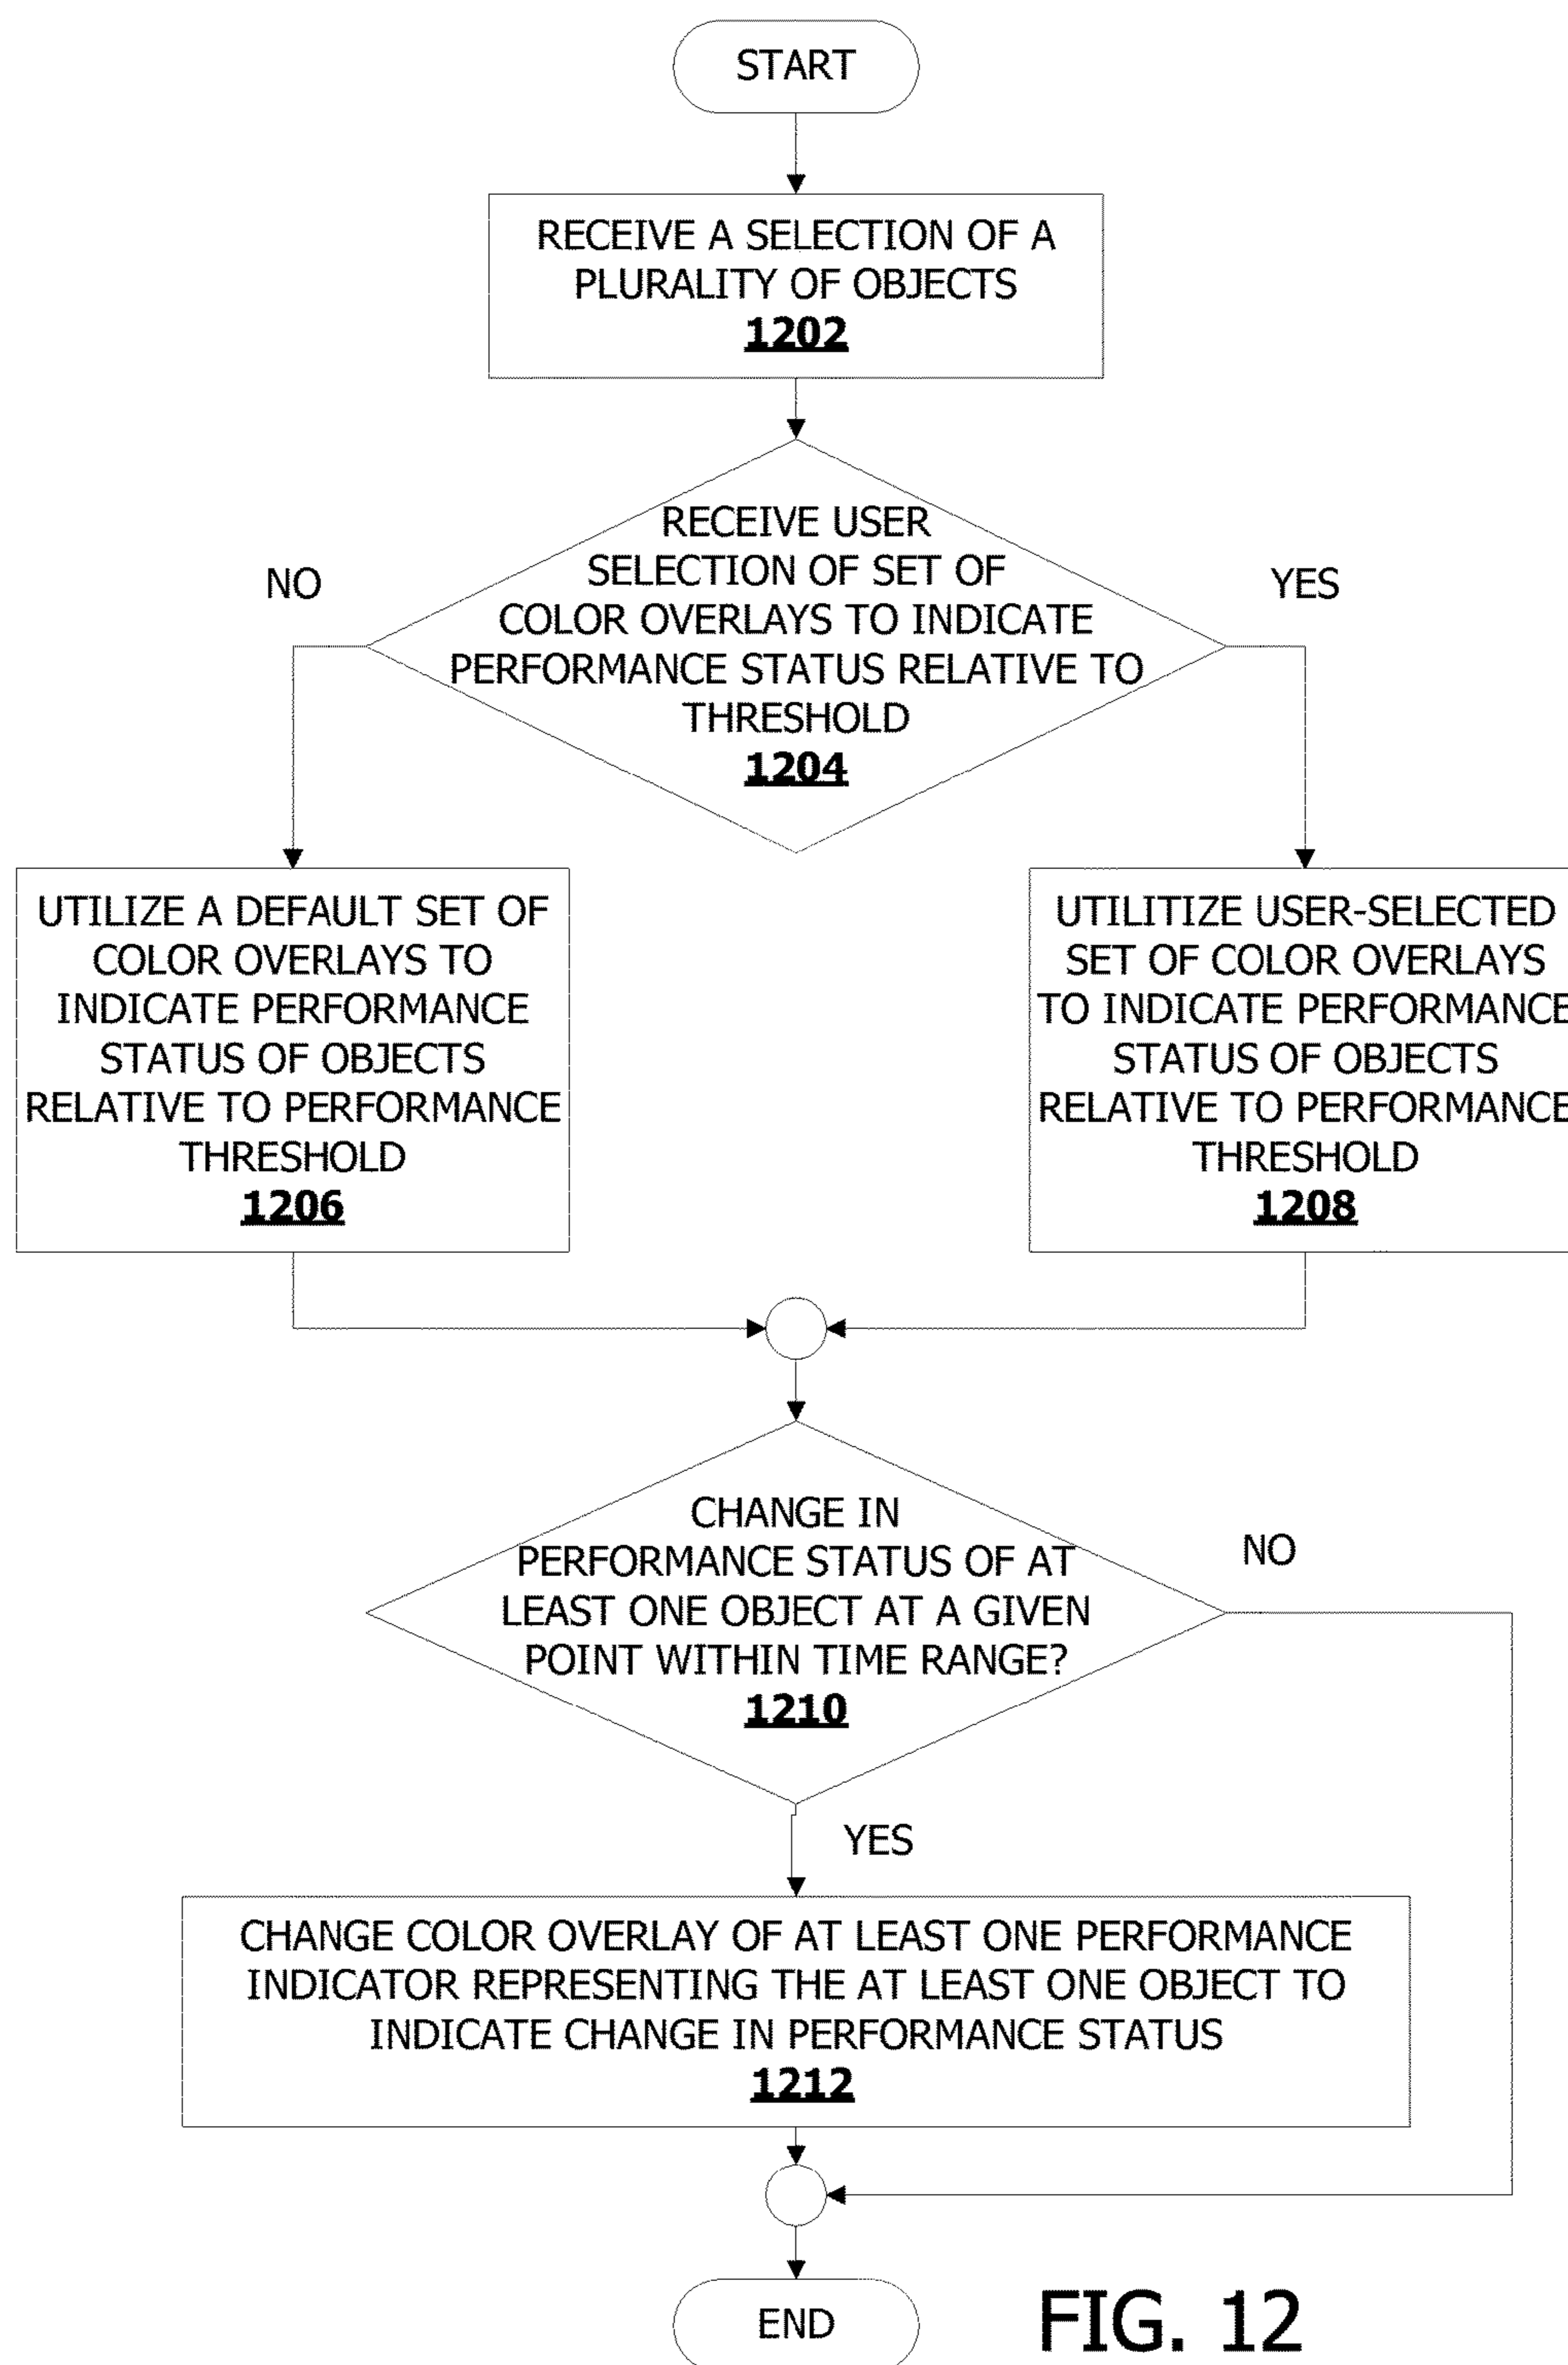 START
RECEIVE A SELECTION OF A
PLURALITY OF OBJECTS
1202
RECEIVE USER
SELECTION OF SET OF
COLOR OVERLAYS TO INDICATE
PERFORMANCE STATUS RELATIVE TO
THRESHOLD
1204
NO
YES
UTILIZE A DEFAULT SET OF
COLOR OVERLAYS TO
INDICATE PERFORMANCE
STATUS OF OBJECTS
RELATIVE TO PERFORMANCE
THRESHOLD
1206
UTILITIZE USER-SELECTED
SET OF COLOR OVERLAYS
TO INDICATE PERFORMANCE
STATUS OF OBJECTS
RELATIVE TO PERFORMANCE
THRESHOLD
1208
CHANGE IN
PERFORMANCE STATUS OF AT
LEAST ONE OBJECT AT A GIVEN
POINT WITHIN TIME RANGE?
1210
NO
YES
CHANGE COLOR OVERLAY OF AT LEAST ONE PERFORMANCE
INDICATOR REPRESENTING THE AT LEAST ONE OBJECT TO
INDICATE CHANGE IN PERFORMANCE STATUS
1212
END
FIG. 12